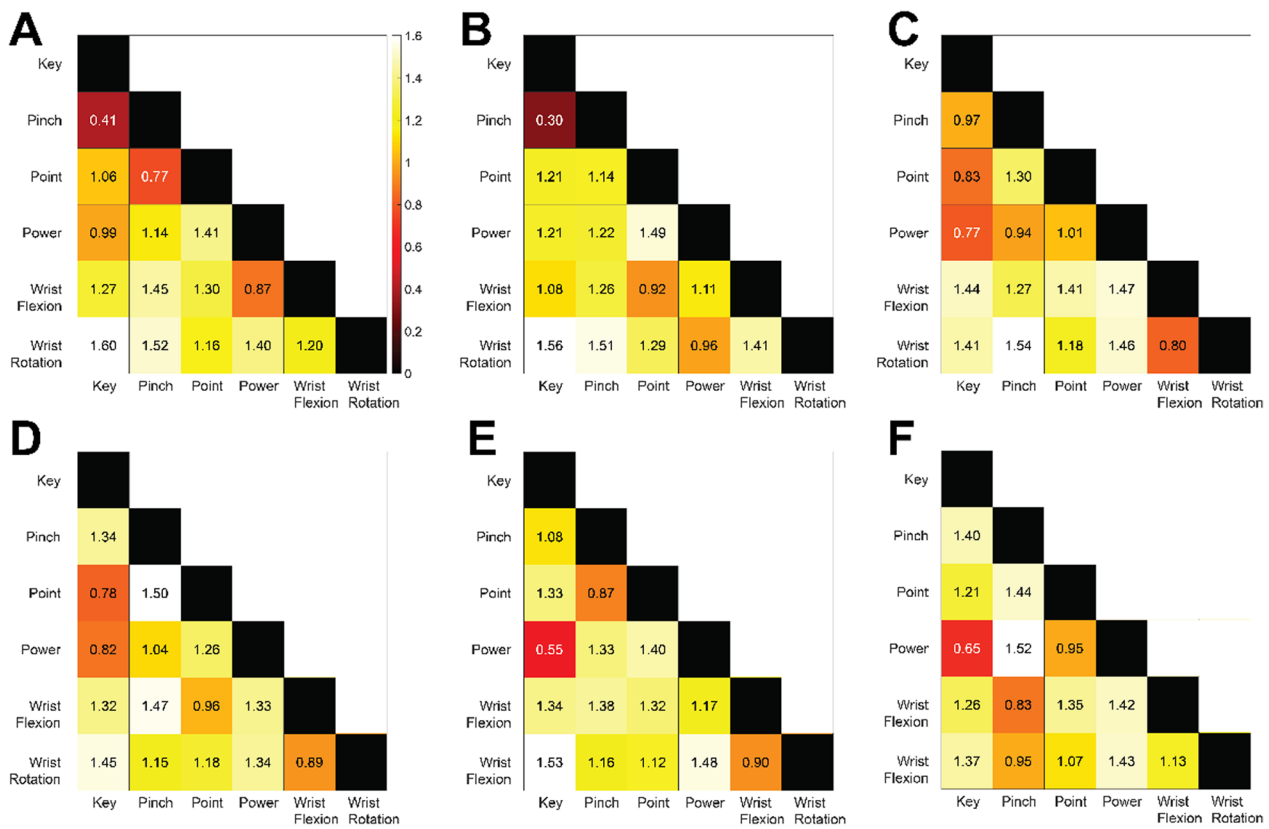 A
B
C
Key
1.6
Key
Key
1.4
Pinch
0.41
1.2
Pinch
0.30
Pinch
0.97
Point
1.06 0.77
1
Point
1.21 1.14
Point
0.83 1.30
0.8
Power
0.99 1.14 1.41
0.6
Power
1.21 1.22 1.49
Power
0.77 0.94 1.01
Wrist
Flexion
1.27 1.45 1.30 0.87
0.4
Wrist
Flexion
1.08 1.26 0.92 1.11
Wrist
Flexion
1.44 1.27 1.41 1.47
0.2
Wrist
Rotation
1.60 1.52 1.16 1.40 1.20
0
Wrist
Rotation
1.56 1.51 1.29 0.96 1.41
Wrist
Rotation
1.41 1.54 1.18 1.46 0.80
Key Pinch Point Power Wrist Wrist
Flexion Rotation
Key Pinch Point Power Wrist Wrist
Flexion Rotation
Key Pinch Point Power Wrist Wrist
Flexion Rotation
D
E
F
Key
Key
Key
Pinch
1.34
Pinch
1.08
Pinch
1.40
Point
0.78 1.50
Point
1.33 0.87
Point
1.21 1.44
Power
0.82 1.04 1.26
Power
0.55 1.33 1.40
Power
0.65 1.52 0.95
Wrist
Flexion
1.32 1.47 0.96 1.33
Wrist
Flexion
1.34 1.38 1.32 1.17
Wrist
Flexion
1.26 0.83 1.35 1.42
Wrist
Rotation
1.45 1.15 1.18 1.34 0.89
Wrist
Flexion
1.53 1.16 1.12 1.48 0.90
Wrist
Flexion
1.37 0.95 1.07 1.43 1.13
Key Pinch Point Power Wrist Wrist
Flexion Rotation
Key Pinch Point Power Wrist Wrist
Flexion Rotation
Key Pinch Point Power Wrist Wrist
Flexion Rotation